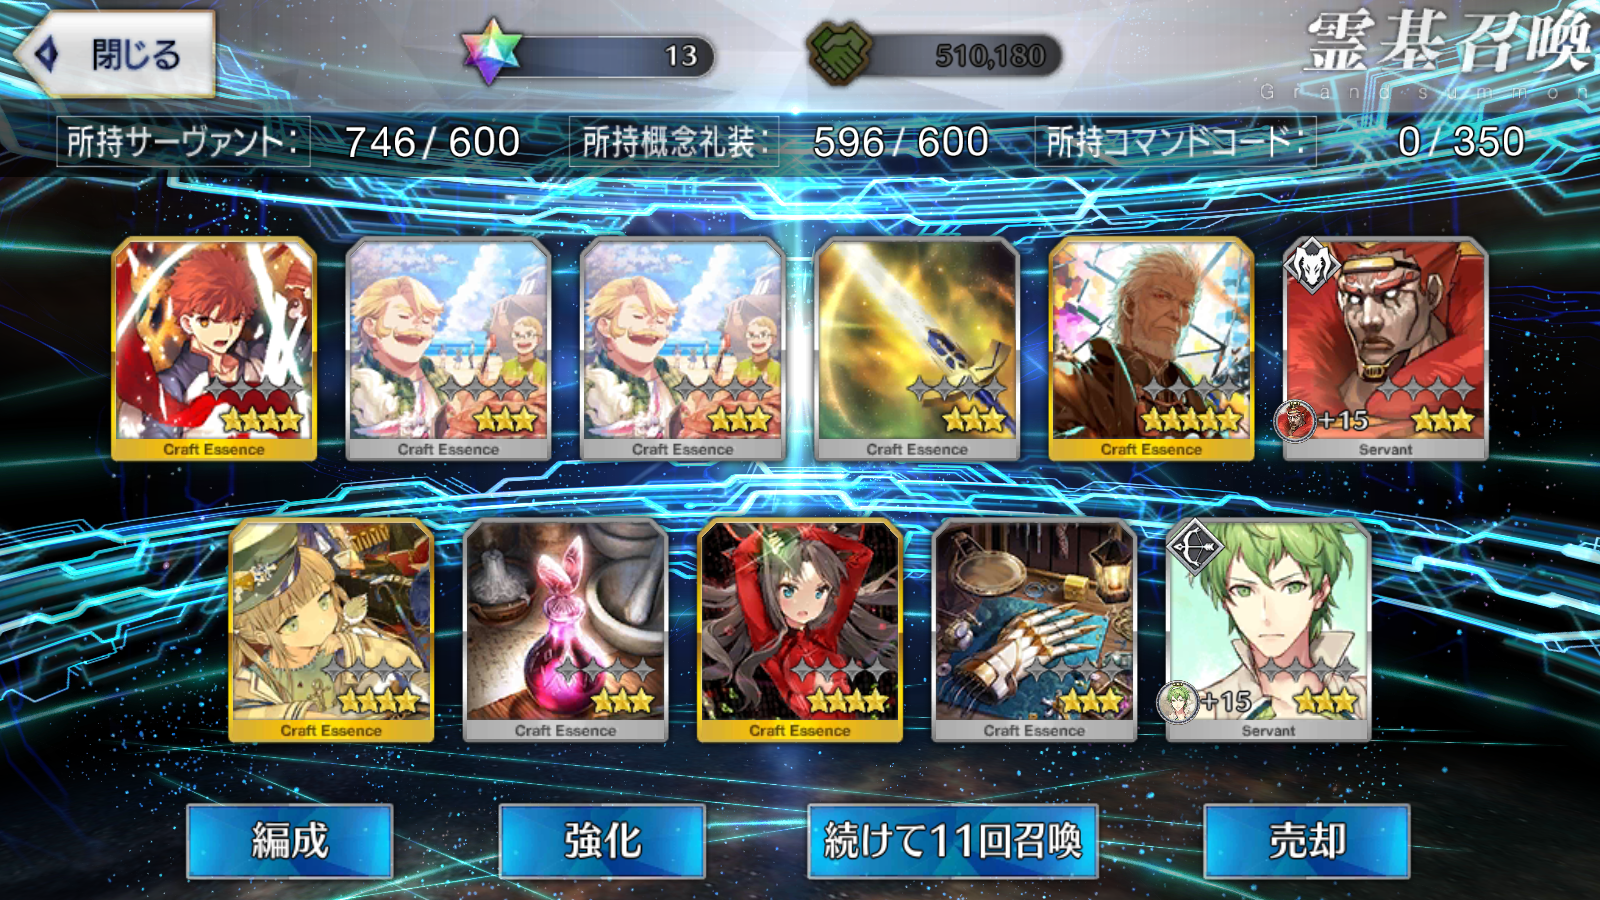 閉じる
13
510,180
霊基召喚
Grand summon
所持サーヴァント: 746 / 600
所持概念礼装: 596 / 600
所持コマンドコード: 0 / 350
Craft Essence
Craft Essence
Craft Essence
Craft Essence
Craft Essence
+15
Servant
Craft Essence
Craft Essence
Craft Essence
Craft Essence
+15
Servant
編成
強化
続けて11回召喚
売却